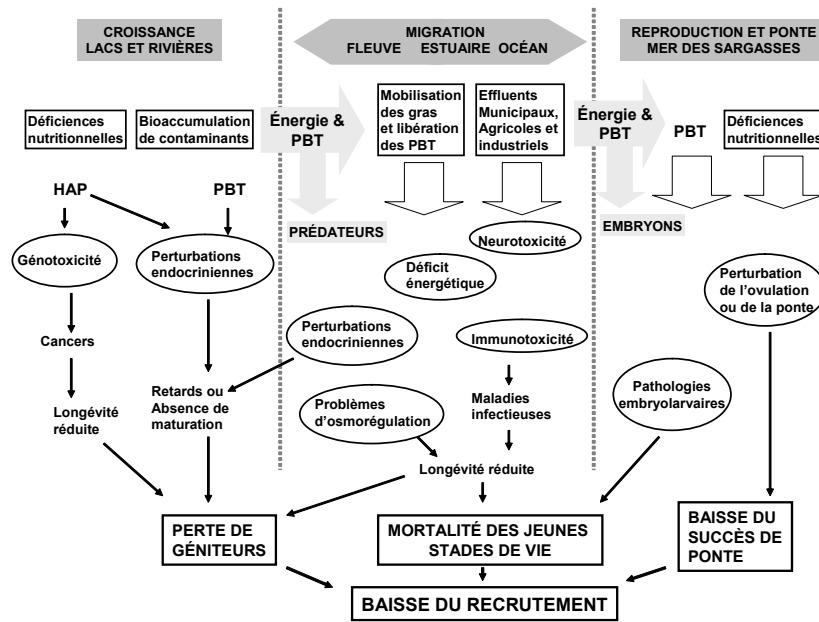 CROISSANCE
LACS ET RIVIÈRES
MIGRATION
FLEUVE ESTUAIRE OCÉAN
REPRODUCTION ET PONTE
MER DES SARGASSES
Déficiences
nutritionnelles
Bioaccumulation
de contaminants
Énergie &
PBT
Mobilisation
des gras
et libération
des PBT
Effluents
Municipaux,
Agricoles et
industriels
Énergie &
PBT
PBT
Déficiences
nutritionnelles
HAP
PBT
PRÉDATEURS
EMBRYONS
Génotoxicité
Perturbations
endocriniennes
Neurotoxicité
Déficit
énergétique
Perturbation
de l'ovulation
ou de la ponte
Cancers
Perturbations
endocriniennes
Immunotoxicité
Retards ou
Absence de
maturation
Longévité
réduite
Problèmes
d'osmorégulation
Maladies
infectieuses
Pathologies
embryolarvaires
Longévité réduite
PERTE DE
GÉNITEURS
MORTALITÉ DES JEUNES
STADES DE VIE
BAISSE DU
SUCCÈS DE
PONTE
BAISSE DU RECRUTEMENT